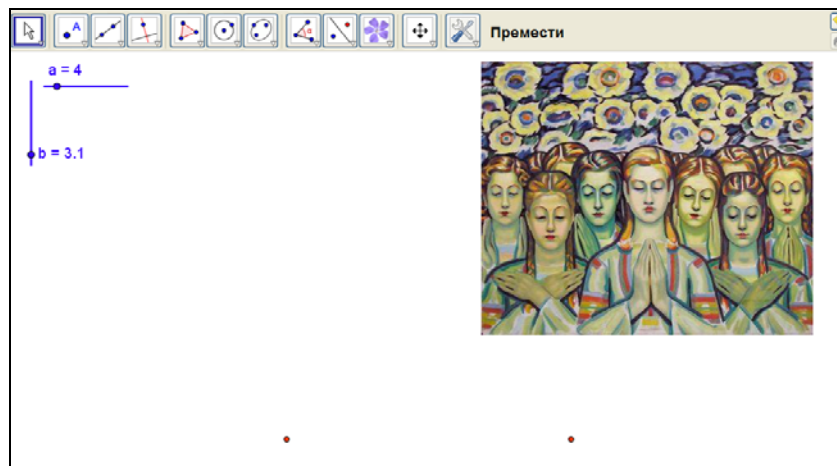 A
α
Премести
a = 4
b = 3.1